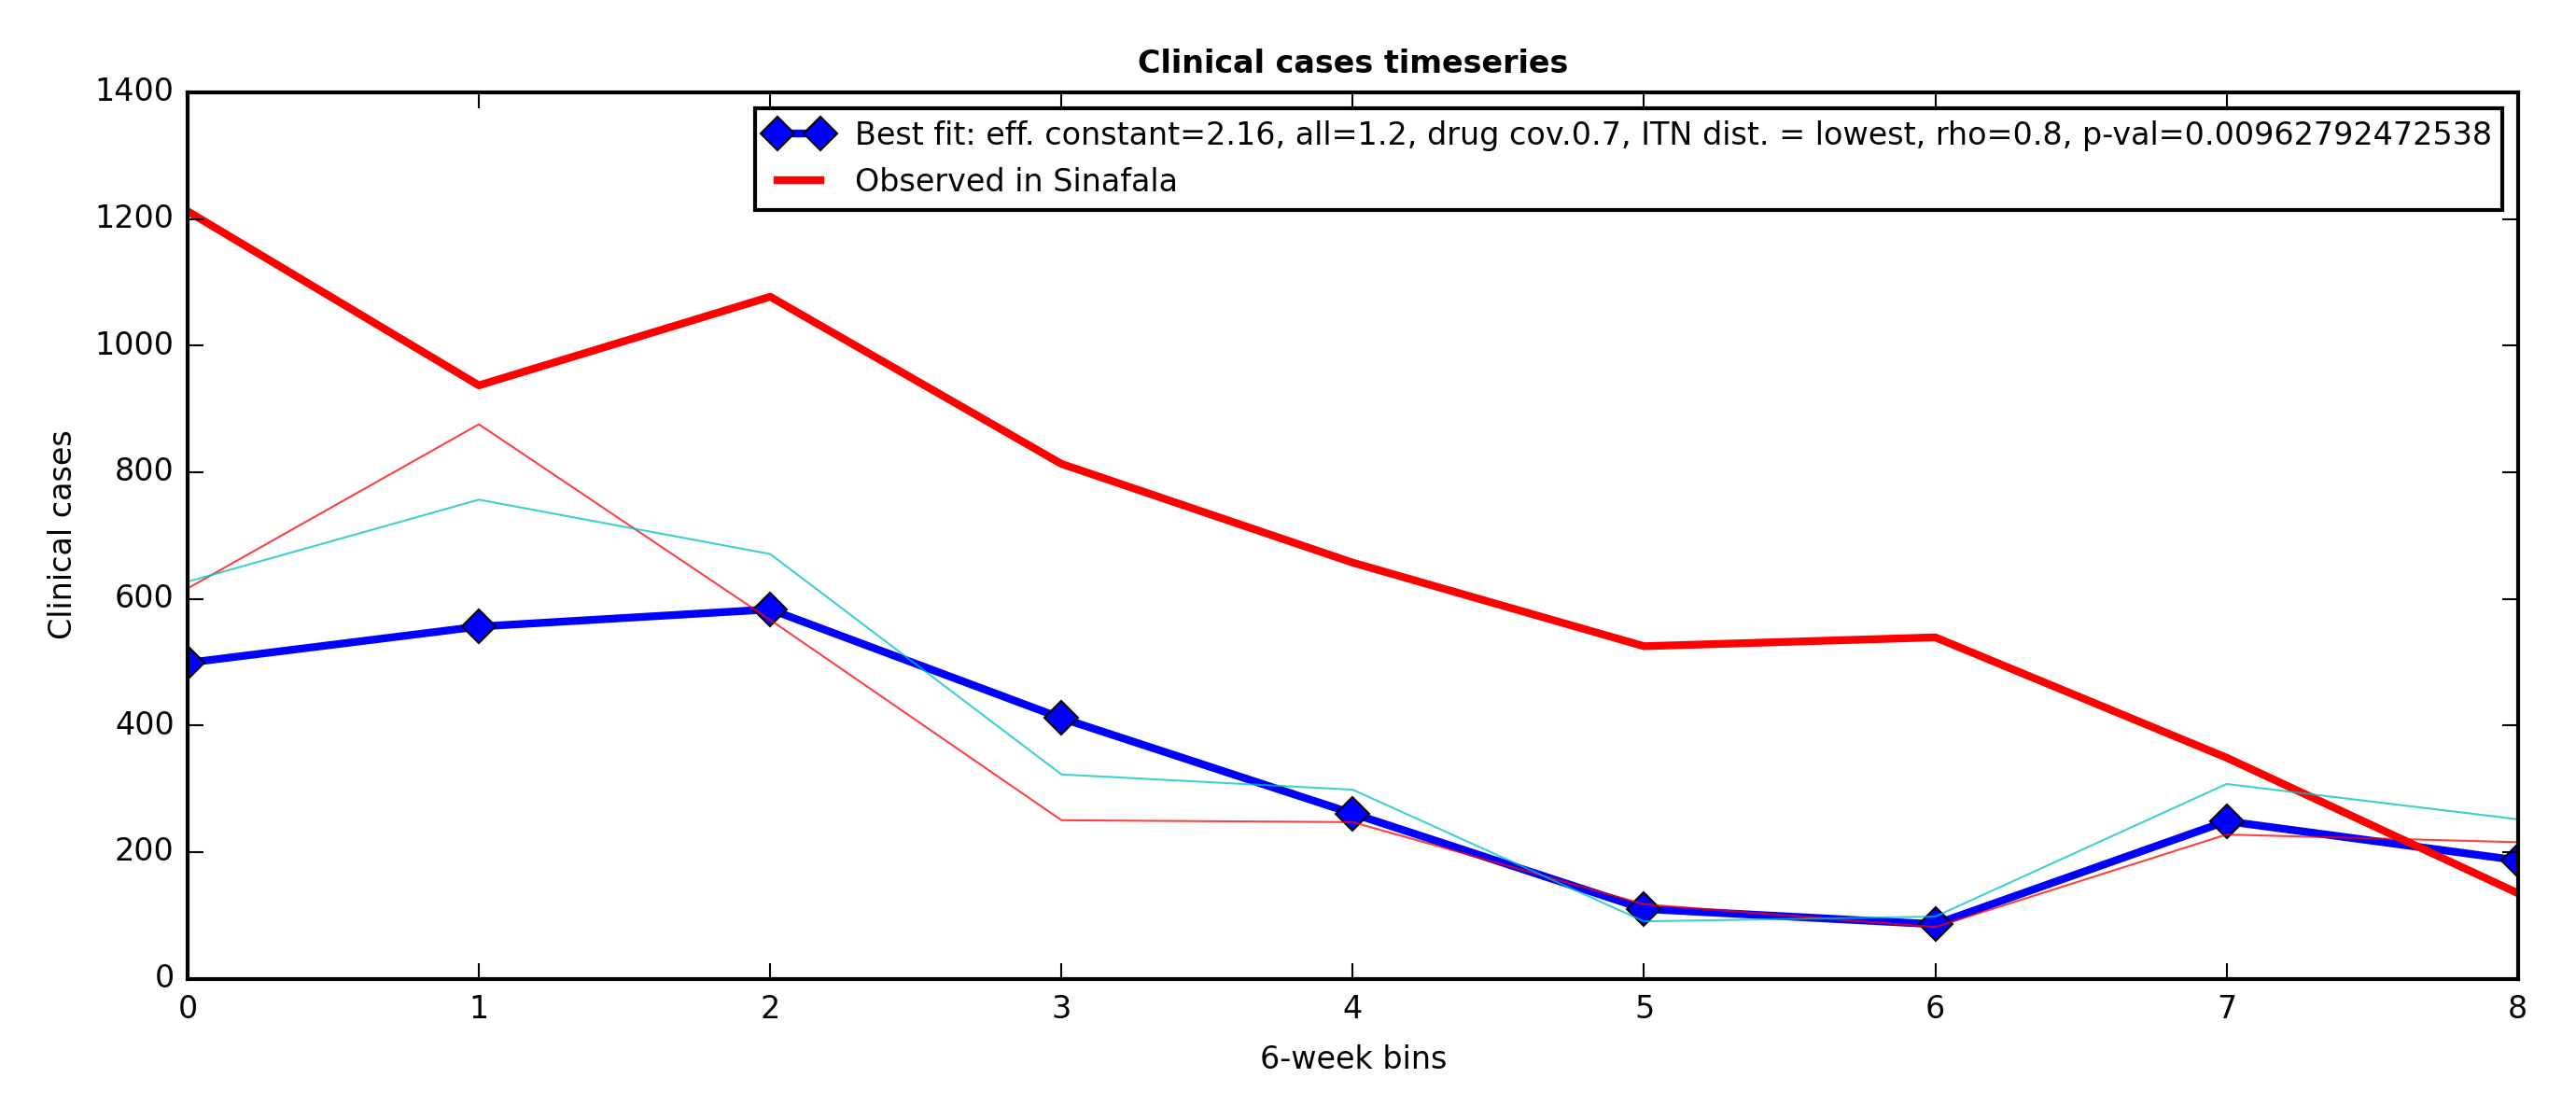 Clinical cases timeseries
1400
1200
1000
800
600
400
200
0
Clinical cases
Best fit: eff. constant=2.16, all=1.2, drug cov.0.7, ITN dist. = lowest, rho=0.8, p-val=0.00962792472538
Observed in Sinafala
0 1 2 3 4 5 6 7 8
6-week bins